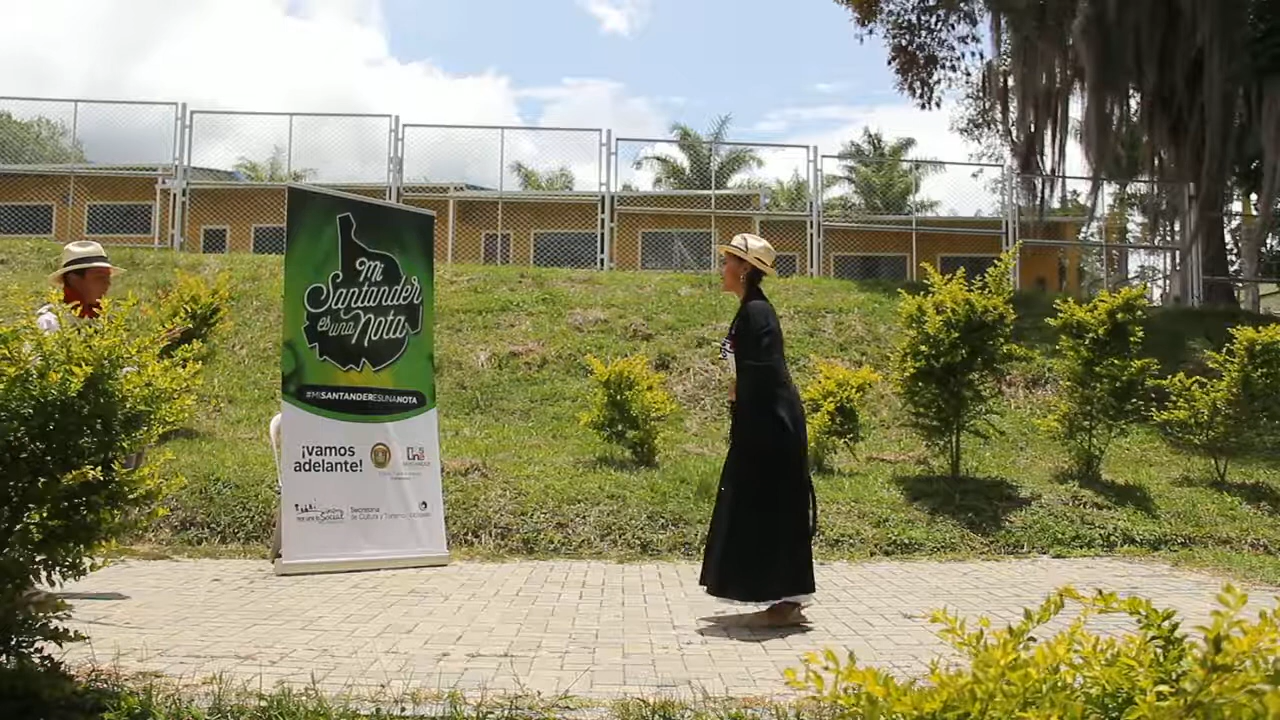 Mi
Santander
es una Nota
#MISANTANDERESUNANOTA
¡vamos
adelante!
Secretaría
de Cultura y Turismo